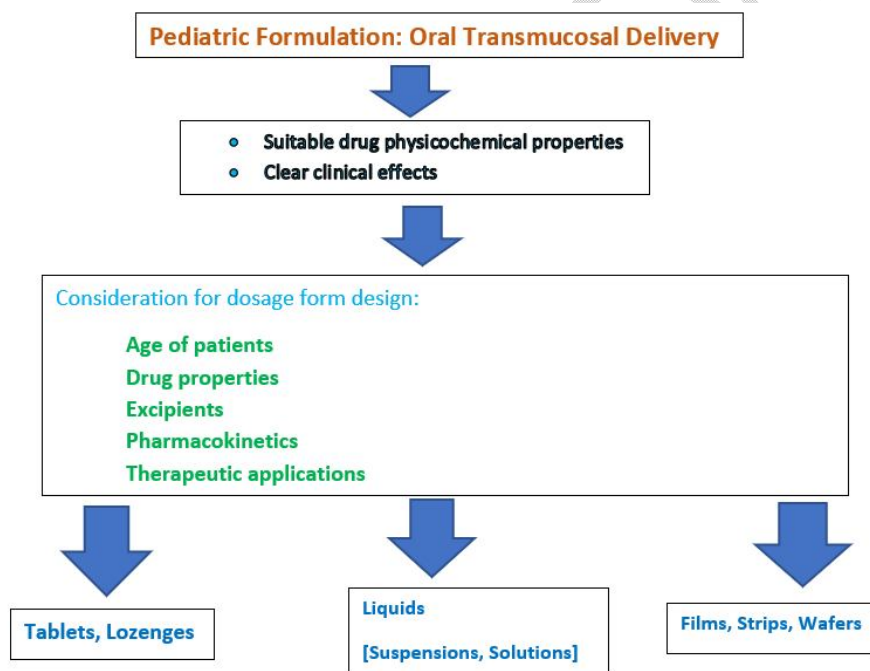 Pediatric Formulation: Oral Transmucosal Delivery
Suitable drug physicochemical properties
Clear clinical effects
Consideration for dosage form design:
Age of patients
Drug properties
Excipients
Pharmacokinetics
Therapeutic applications
Tablets, Lozenges
Liquids
[Suspensions, Solutions]
Films, Strips, Wafers